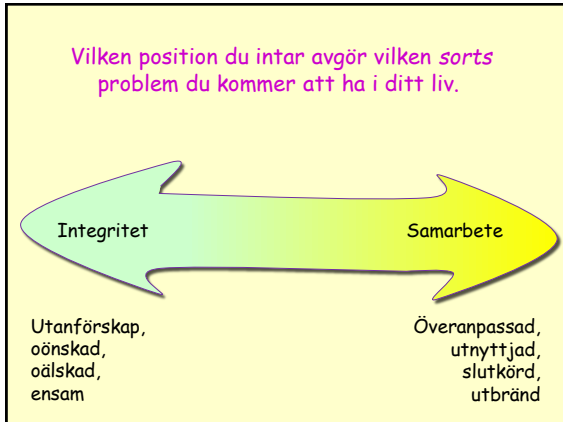 Vilken position du intar avgör vilken sorts
problem du kommer att ha i ditt liv.
Integritet
Samarbete
Utanförskap,
oönskad,
oälskad,
ensam
Överanpassad,
utnyttjad,
slutkörd,
utbränd